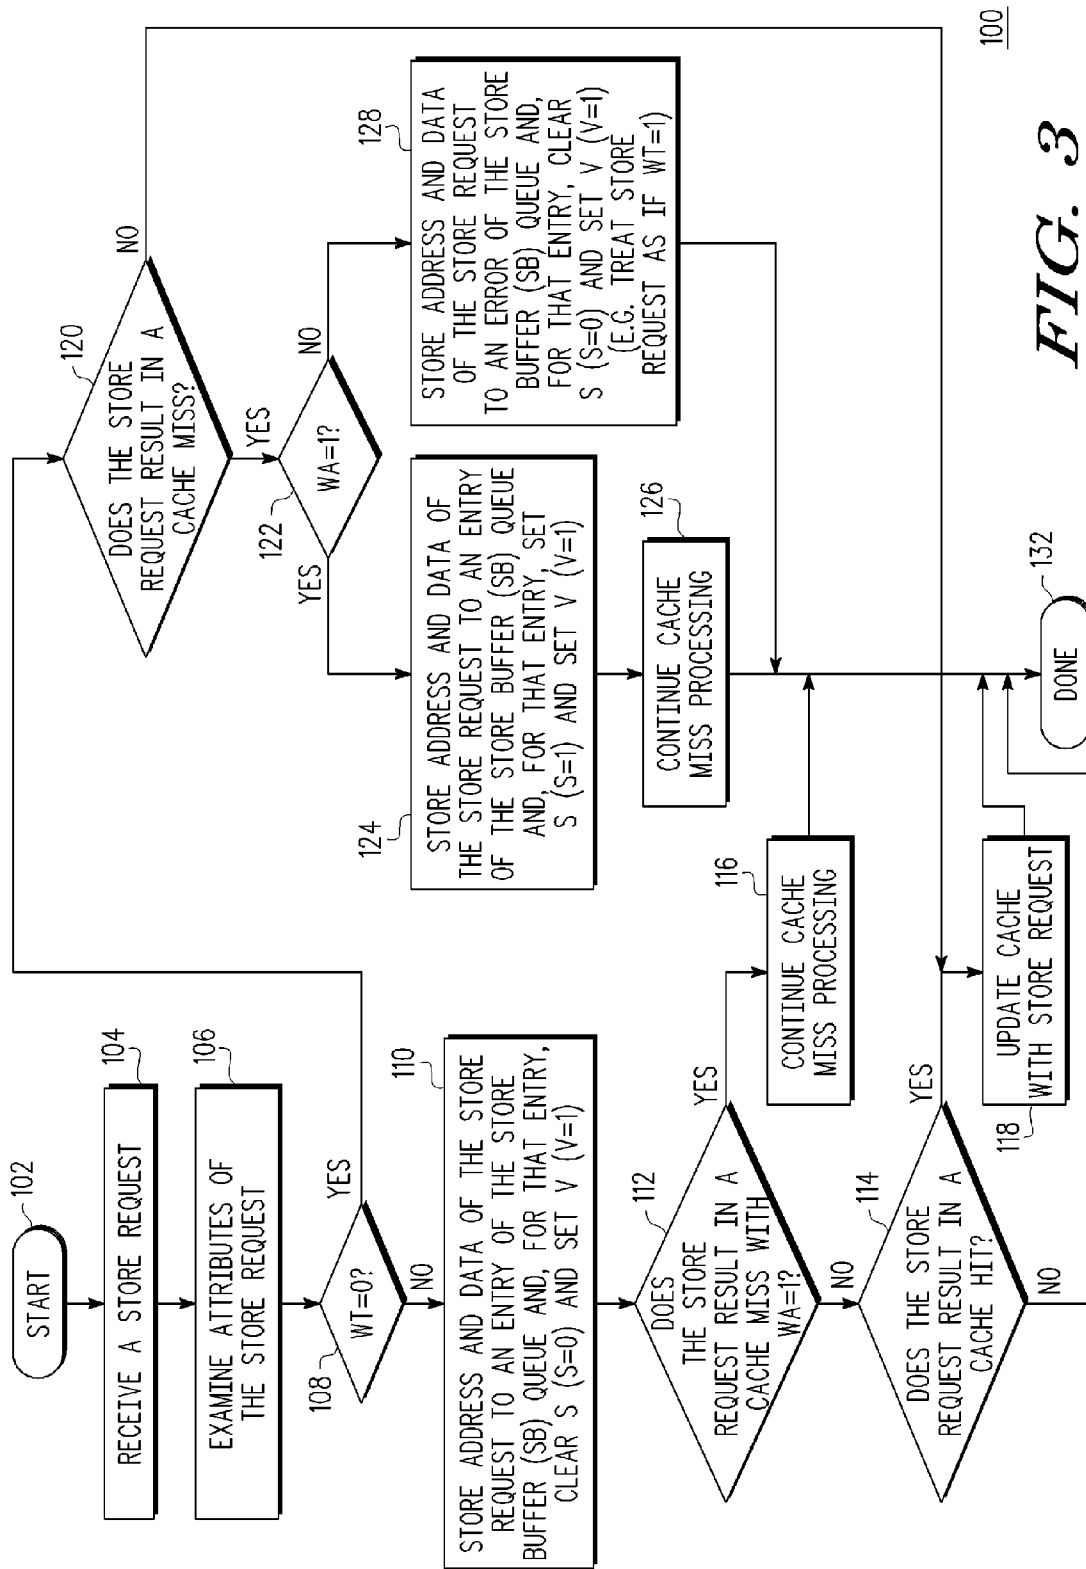 START
102
RECEIVE A STORE REQUEST
104
EXAMINE ATTRIBUTES OF
THE STORE REQUEST
106
108
WT=0?
YES
NO
110
STORE ADDRESS AND DATA OF THE STORE
REQUEST TO AN ENTRY OF THE STORE
BUFFER (SB) QUEUE AND, FOR THAT ENTRY,
CLEAR S (S=0) AND SET V (V=1)
112
DOES
THE STORE
REQUEST RESULT IN A
CACHE MISS WITH
WA=1?
YES
NO
114
DOES THE STORE
REQUEST RESULT IN A
CACHE HIT?
YES
NO
116
CONTINUE CACHE
MISS PROCESSING
118
UPDATE CACHE
WITH STORE REQUEST
120
DOES THE STORE
REQUEST RESULT IN A
CACHE MISS?
NO
YES
122
WA=1?
YES
NO
124
STORE ADDRESS AND DATA OF
THE STORE REQUEST TO AN ENTRY
OF THE STORE BUFFER (SB) QUEUE
AND, FOR THAT ENTRY, SET
S (S=1) AND SET V (V=1)
126
CONTINUE CACHE
MISS PROCESSING
128
STORE ADDRESS AND DATA
OF THE STORE REQUEST
TO AN ERROR OF THE STORE
BUFFER (SB) QUEUE AND,
FOR THAT ENTRY, CLEAR
S (S=0) AND SET V (V=1)
(E.G. TREAT STORE
REQUEST AS IF WT=1)
132
DONE
100
FIG. 3